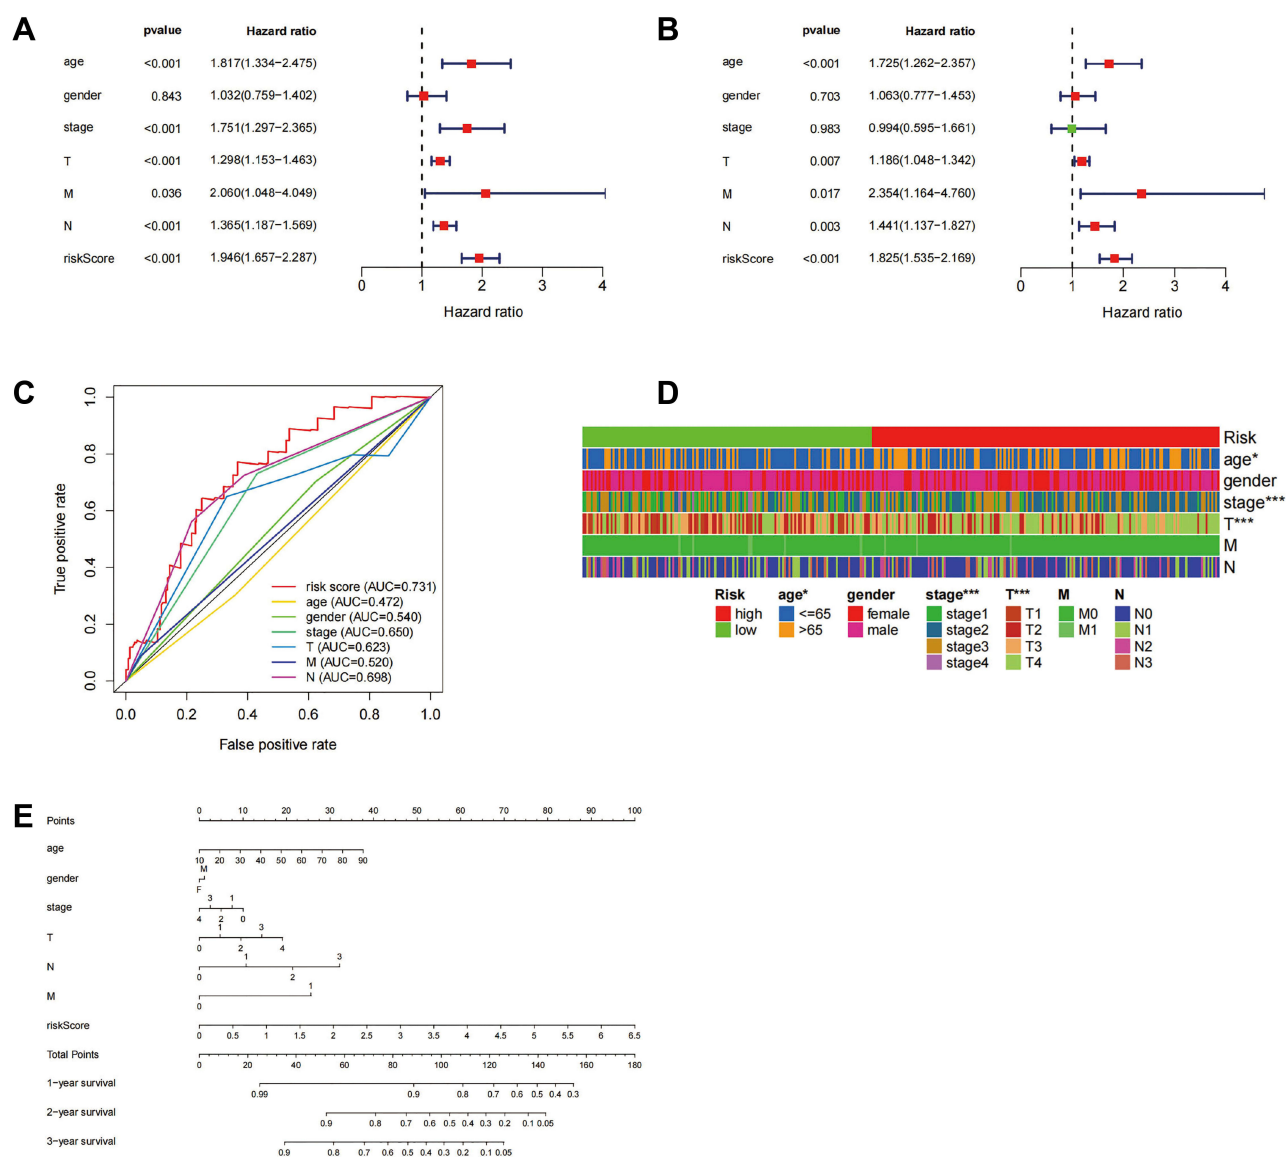 A
pvalue Hazard ratio
age <0.001 1.817(1.334−2.475)
gender 0.843 1.032(0.759−1.402)
stage <0.001 1.751(1.297−2.365)
T <0.001 1.298(1.153−1.463)
M 0.036 2.060(1.048−4.049)
N <0.001 1.365(1.187−1.569)
riskScore <0.001 1.946(1.657−2.287)
0 1 2 3 4
Hazard ratio
B
pvalue Hazard ratio
age <0.001 1.725(1.262−2.357)
gender 0.703 1.063(0.777−1.453)
stage 0.983 0.994(0.595−1.661)
T 0.007 1.186(1.048−1.342)
M 0.017 2.354(1.164−4.760)
N 0.003 1.441(1.137−1.827)
riskScore <0.001 1.825(1.535−2.169)
0 1 2 3 4
Hazard ratio
C
True positive rate
1.0
0.8
0.6
0.4
0.2
0.0
risk score (AUC=0.731)
age (AUC=0.472)
gender (AUC=0.540)
stage (AUC=0.650)
T (AUC=0.623)
M (AUC=0.520)
N (AUC=0.698)
0.0 0.2 0.4 0.6 0.8 1.0
False positive rate
D
Risk
age*
gender
stage***
T***
M
N
Risk age* gender stage*** T*** M N
high <=65 female stage1 T1 M0 N0
low >65 male stage2 T2 M1 N1
stage3 T3 N2
stage4 T4 N3
E
Points 0 10 20 30 40 50 60 70 80 90 100
age
10 20 30 40 50 60 70 80 90
M
gender
F
3 1
stage
4 2 0
1 3
T
0 2 4
1 3
N
0 2
1
M
0
riskScore
0 0.5 1 1.5 2 2.5 3 3.5 4 4.5 5 5.5 6 6.5
Total Points
0 20 40 60 80 100 120 140 160 180
1−year survival
0.99 0.9 0.8 0.7 0.6 0.5 0.4 0.3
2−year survival
0.9 0.8 0.7 0.6 0.5 0.4 0.3 0.2 0.1 0.05
3−year survival
0.9 0.8 0.7 0.6 0.5 0.4 0.3 0.2 0.1 0.05